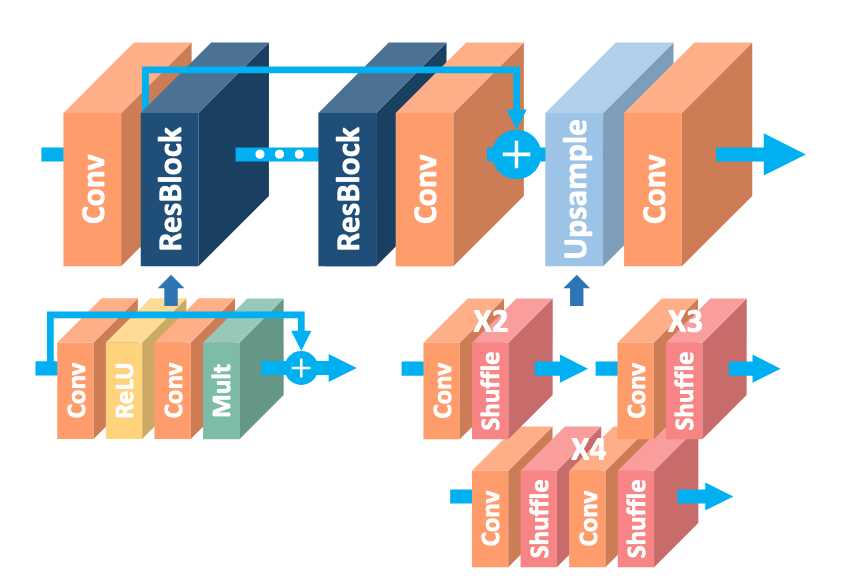 Conv
ResBlock
ResBlock
Conv
Upsample
Conv
Conv
ReLU
Conv
Mult
X2
Conv
Shuffle
X3
Conv
Shuffle
X4
Conv
Shuffle
Conv
Shuffle